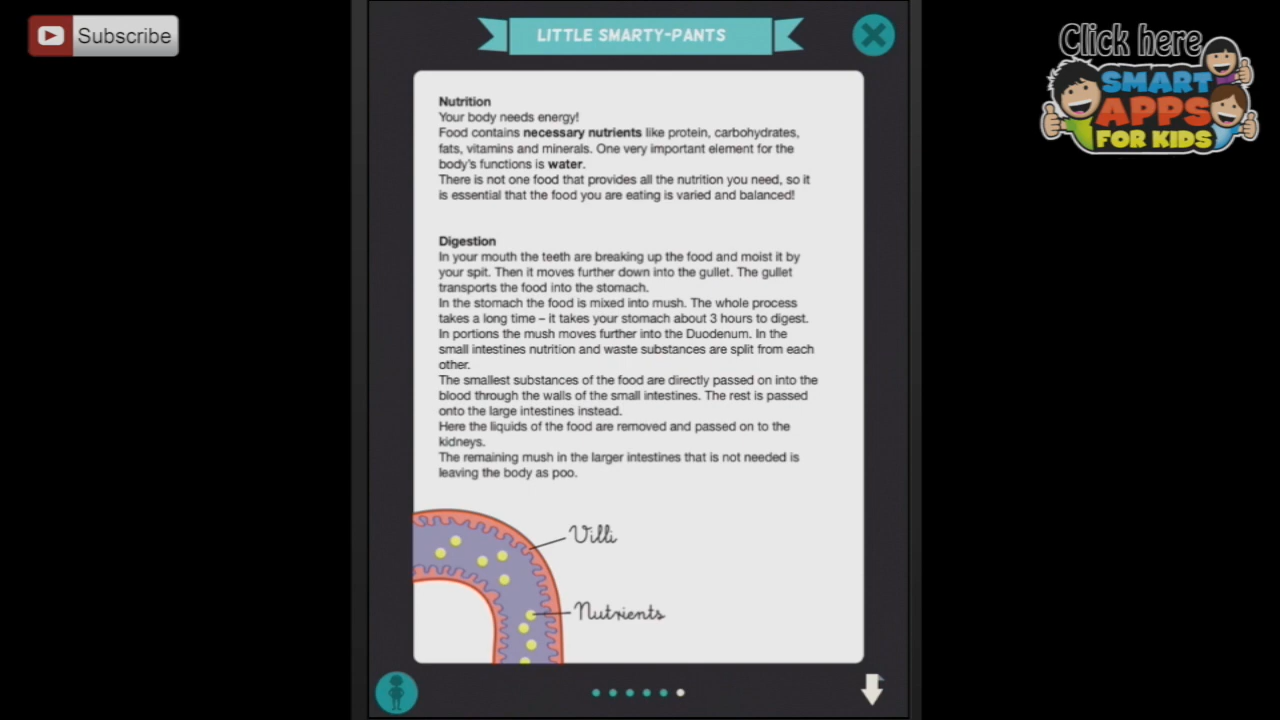 Subscribe
LITTLE SMARTY-PANTS
Click here
SMART
APPS
FOR KIDS
Nutrition
Your body needs energy!
Food contains necessary nutrients like protein, carbohydrates,
fats, vitamins and minerals. One very important element for the
body's functions is water.
There is not one food that provides all the nutrition you need, so it
is essential that the food you are eating is varied and balanced!
Digestion
In your mouth the teeth are breaking up the food and moist it by
your spit. Then it moves further down into the gullet. The gullet
transports the food into the stomach.
In the stomach the food is mixed into mush. The whole process
takes a long time – it takes your stomach about 3 hours to digest.
In portions the mush moves further into the Duodenum. In the
small intestines nutrition and waste substances are split from each
other.
The smallest substances of the food are directly passed on into the
blood through the walls of the small intestines. The rest is passed
onto the large intestines instead.
Here the liquids of the food are removed and passed on to the
kidneys.
The remaining mush in the larger intestines that is not needed is
leaving the body as poo.
Villi
Nutrients